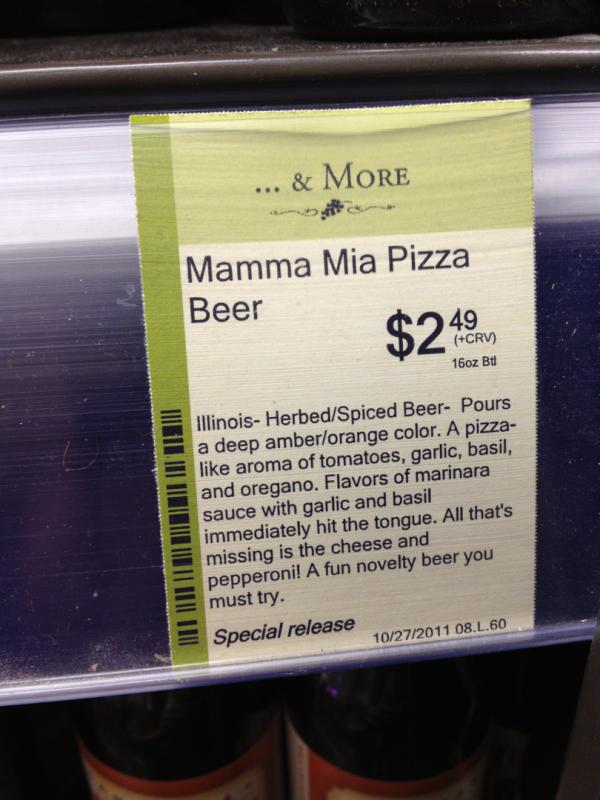 ... & MORE
Mamma Mia Pizza
Beer
$2 49
(+CRV)
16oz Btl
Illinois- Herbed/Spiced Beer- Pours
a deep amber/orange color. A pizza-
like aroma of tomatoes, garlic, basil,
and oregano. Flavors of marinara
sauce with garlic and basil
immediately hit the tongue. All that's
missing is the cheese and
pepperoni! A fun novelty beer you
must try.
Special release
10/27/2011 08.L.60